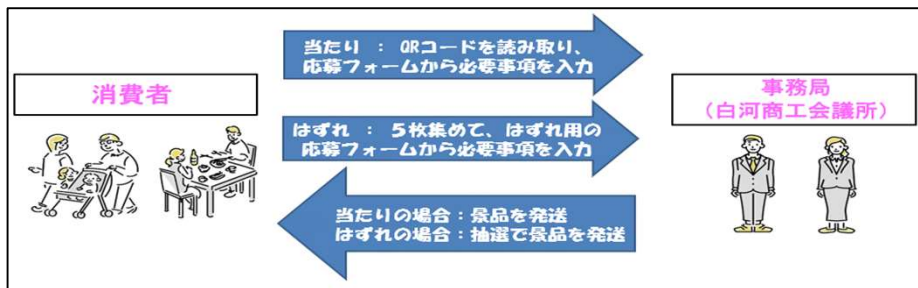 当たり : QRコードを読み取り、
応募フォームから必要事項を入力
消費者
事務局
(白河商工会議所)
はずれ : 5枚集めて、はずれ用の
応募フォームから必要事項を入力
当たりの場合：景品を発送
はずれの場合：抽選で景品を発送